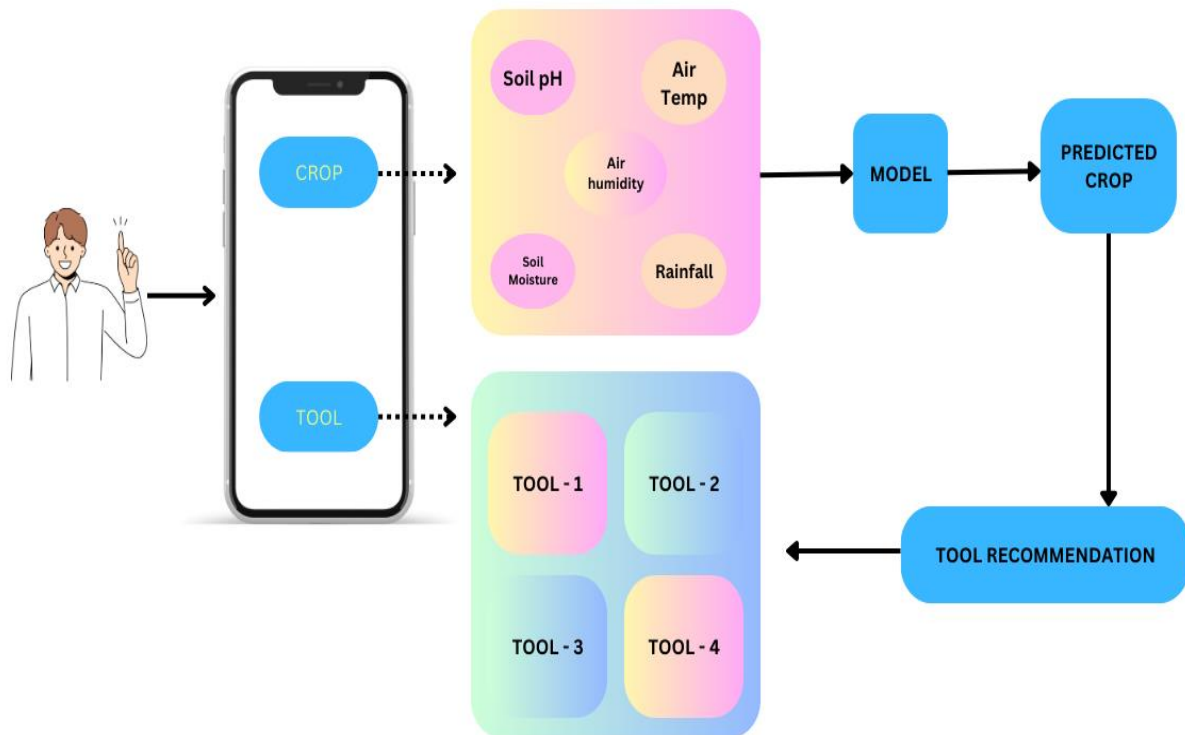 CROP
TOOL
Soil pH
Air
Temp
Air
humidity
Soil
Moisture
Rainfall
MODEL
PREDICTED
CROP
TOOL RECOMMENDATION
TOOL - 1
TOOL - 2
TOOL - 3
TOOL - 4